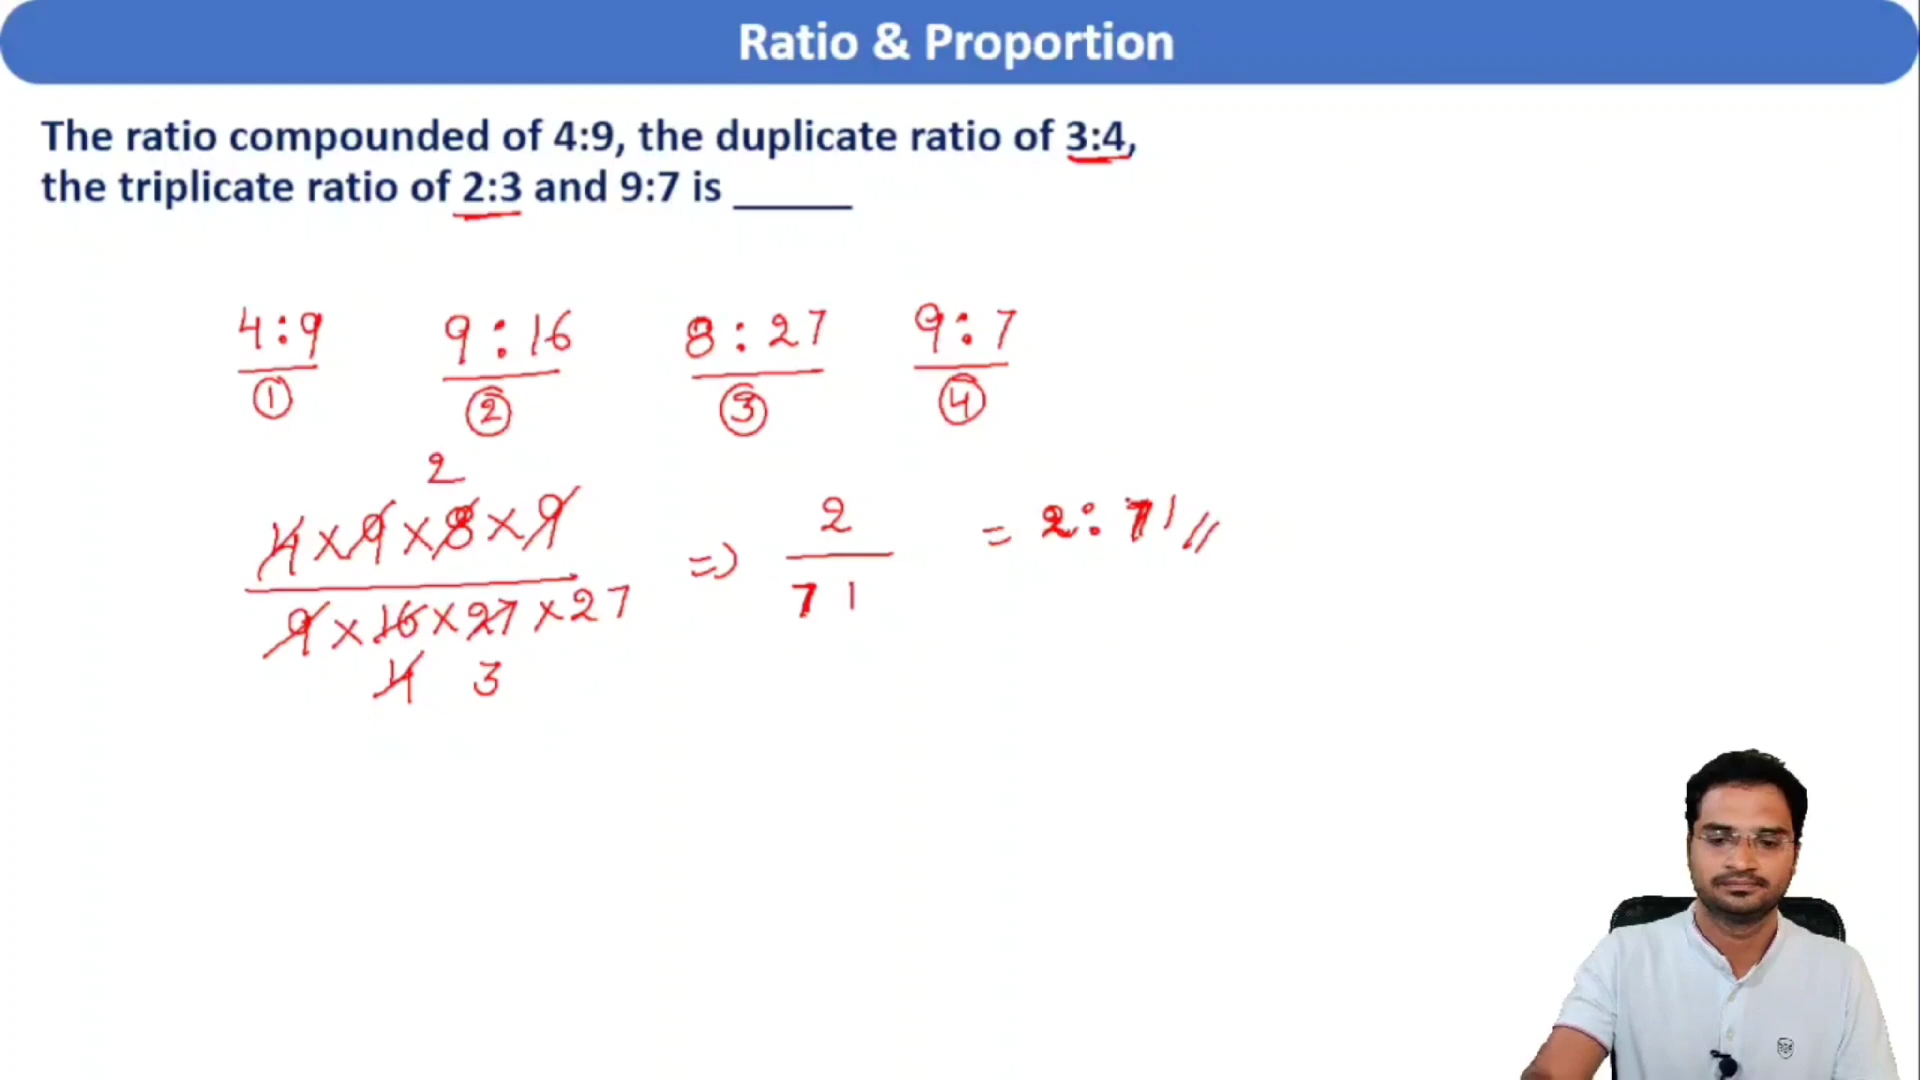 Ratio & Proportion
The ratio compounded of 4:9, the duplicate ratio of 3:4,
the triplicate ratio of 2:3 and 9:7 is _____
4:9 9:16 8:27 9:7
① ② ③ ④
2
4×9×8×9 => 2 = 2:71//
9×16×27×27 71
4 3